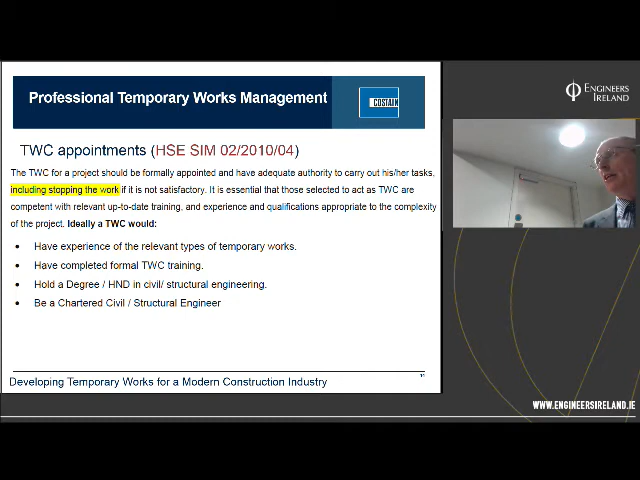 Professional Temporary Works Management
COSTAIN
TWC appointments (HSE SIM 02/2010/04)
The TWC for a project should be formally appointed and have adequate authority to carry out his/her tasks,
including stopping the work if it is not satisfactory. It is essential that those selected to act as TWC are
competent with relevant up-to-date training, and experience and qualifications appropriate to the complexity
of the project. Ideally a TWC would:
• Have experience of the relevant types of temporary works.
• Have completed formal TWC training.
• Hold a Degree / HND in civil/ structural engineering.
• Be a Chartered Civil / Structural Engineer
Developing Temporary Works for a Modern Construction Industry
ENGINEERS
IRELAND
WWW.ENGINEERSIRELAND.IE